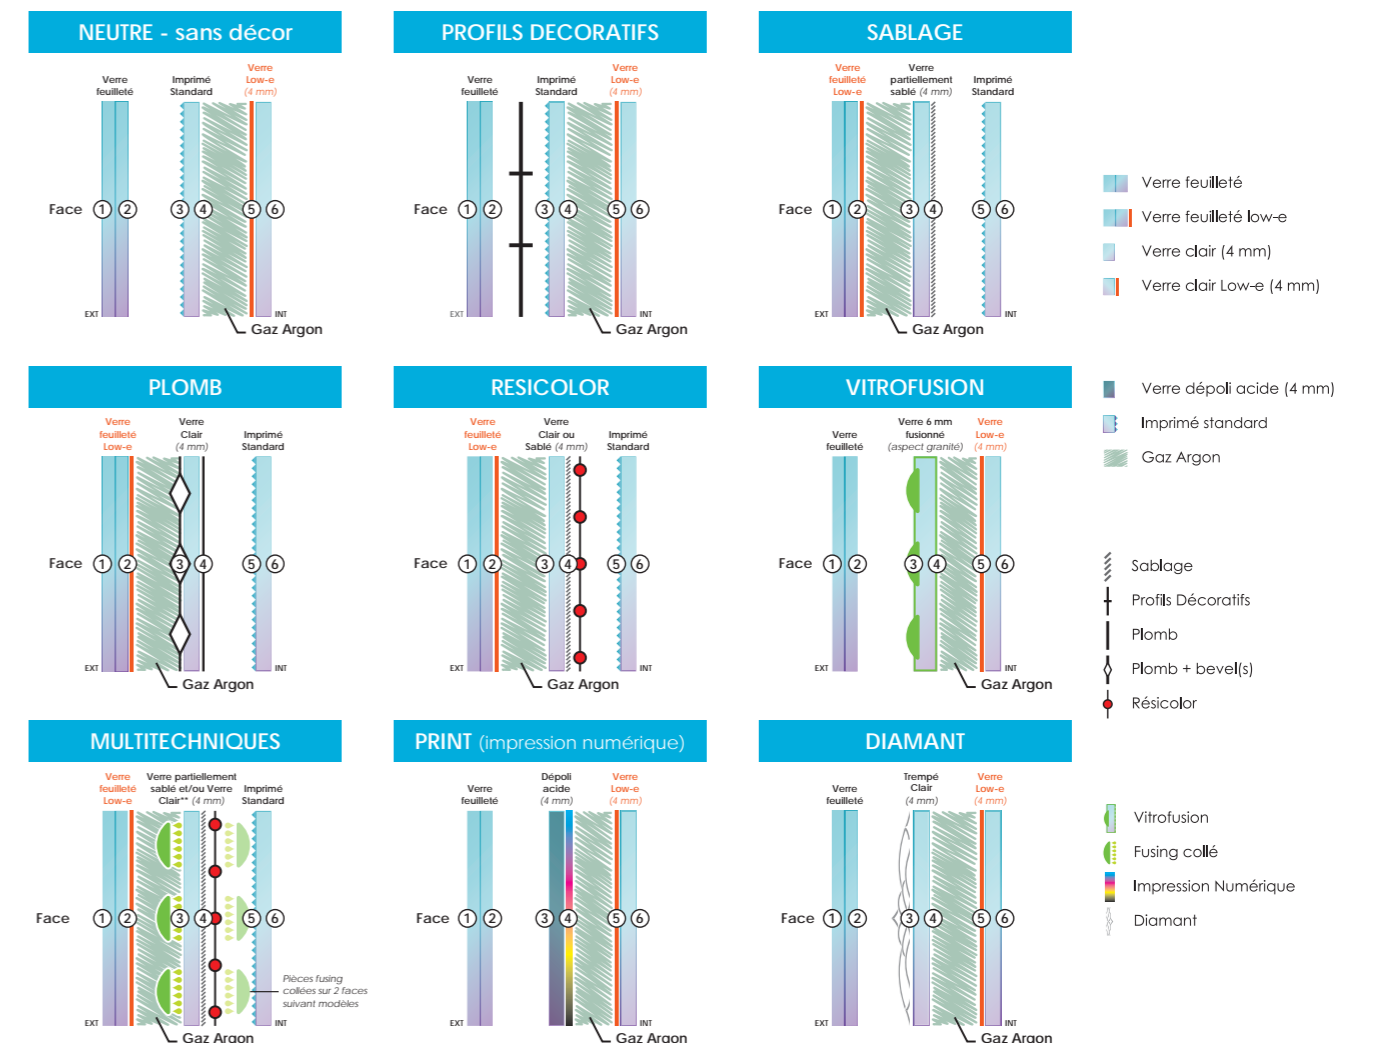 NEUTRE - sans décor
Verre
feuilleté
Imprimé
Standard
Verre
Low-e
(4 mm)
Face 1 2 3 4 5 6
EXT
INT
Gaz Argon
PROFILS DECORATIFS
Verre
feuilleté
Imprimé
Standard
Verre
Low-e
(4 mm)
Face 1 2 3 4 5 6
EXT
INT
Gaz Argon
SABLAGE
Verre
feuilleté
Low-e
Verre
partiellement
sablé (4 mm)
Imprimé
Standard
Face 1 2 3 4 5 6
EXT
INT
Gaz Argon
Verre feuilleté
Verre feuilleté low-e
Verre clair (4 mm)
Verre clair Low-e (4 mm)
PLOMB
Verre
feuilleté
Low-e
Verre
Clair
(4 mm)
Imprimé
Standard
Face 1 2 3 4 5 6
EXT
INT
Gaz Argon
RESICOLOR
Verre
feuilleté
Low-e
Verre
Clair ou
Sablé (4 mm)
Imprimé
Standard
Face 1 2 3 4 5 6
EXT
INT
Gaz Argon
VITROFUSION
Verre
feuilleté
Verre 6 mm
fusionné
(aspect granité)
Verre
Low-e
(4 mm)
Face 1 2 3 4 5 6
EXT
INT
Gaz Argon
Verre dépoli acide (4 mm)
Imprimé standard
Gaz Argon
Sablage
Profils Décoratifs
Plomb
Plomb + bevel(s)
Résicolor
MULTITECHNIQUES
Verre
feuilleté
Low-e
Verre partiellement
sablé et/ou Verre
Clair** (4 mm)
Imprimé
Standard
Face 1 2 3 4 5 6
Pièces fusing
collées sur 2 faces
suivant modèles
EXT
INT
Gaz Argon
PRINT (impression numérique)
Verre
feuilleté
Dépoli
acide
(4 mm)
Verre
Low-e
(4 mm)
Face 1 2 3 4 5 6
EXT
INT
Gaz Argon
DIAMANT
Verre
feuilleté
Trempé
Clair
(4 mm)
Verre
Low-e
(4 mm)
Face 1 2 3 4 5 6
EXT
INT
Gaz Argon
Vitrofusion
Fusing collé
Impression Numérique
Diamant